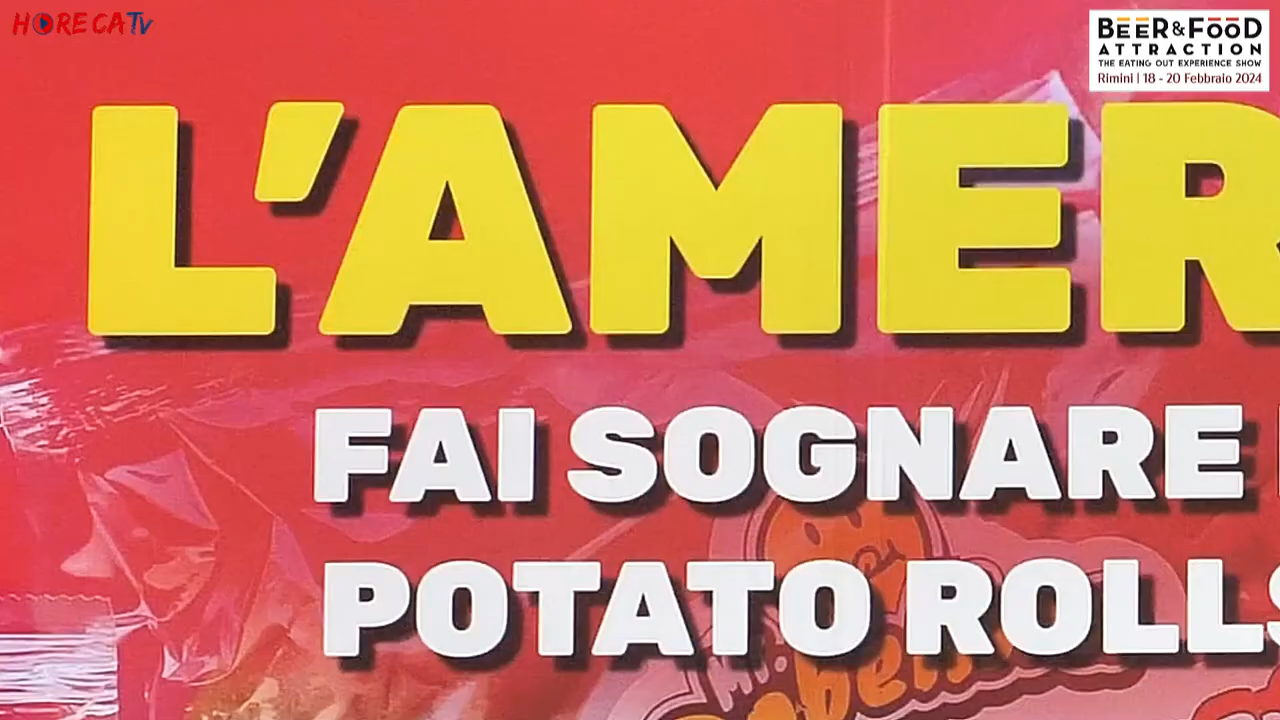 HORECATV
BEER&FOOD
ATTRACTION
THE EATING OUT EXPERIENCE SHOW
Rimini | 18 - 20 Febbraio 2024
L'AMER
FAI SOGNARE
POTATO ROLLS
Mr.